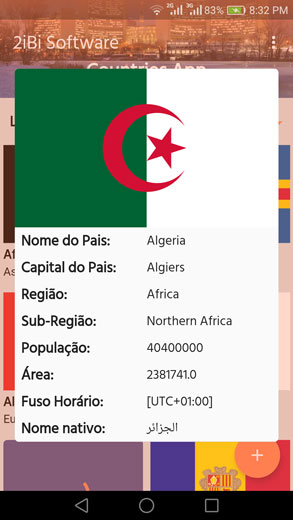 2G 3G 83% 8:32 PM
2iBi Software
Countries App
L
Nome do Pais: Algeria
Capital do Pais: Algiers
Região: Africa
Sub-Região: Northern Africa
População: 40400000
Área: 2381741.0
Fuso Horário: [UTC+01:00]
Nome nativo: الجزائر
Af
As
Al
Eu
+